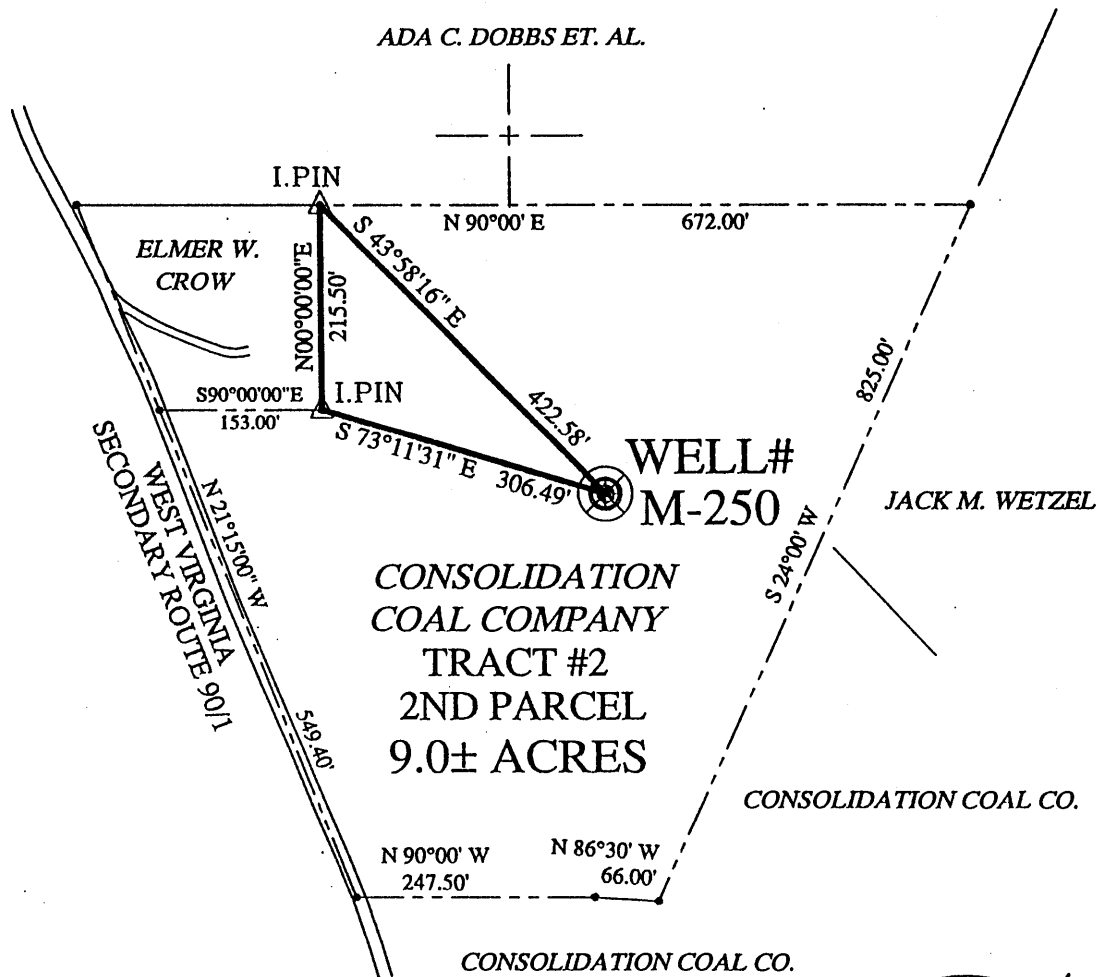 ADA C. DOBBS ET. AL.
I.PIN
N 90°00' E
672.00'
ELMER W.
CROW
N00°00'00"E
215.50'
S 43°58'16" E
422.58'
825.00'
S90°00'00"E
153.00'
I.PIN
S 73°11'31" E
306.49'
WELL#
M-250
JACK M. WETZEL
S 24°00' W
N 21°15'00" W
WEST VIRGINIA
SECONDARY ROUTE 90/1
549.40'
CONSOLIDATION
COAL COMPANY
TRACT #2
2ND PARCEL
9.0± ACRES
CONSOLIDATION COAL CO.
N 90°00' W
247.50'
N 86°30' W
66.00'
CONSOLIDATION COAL CO.